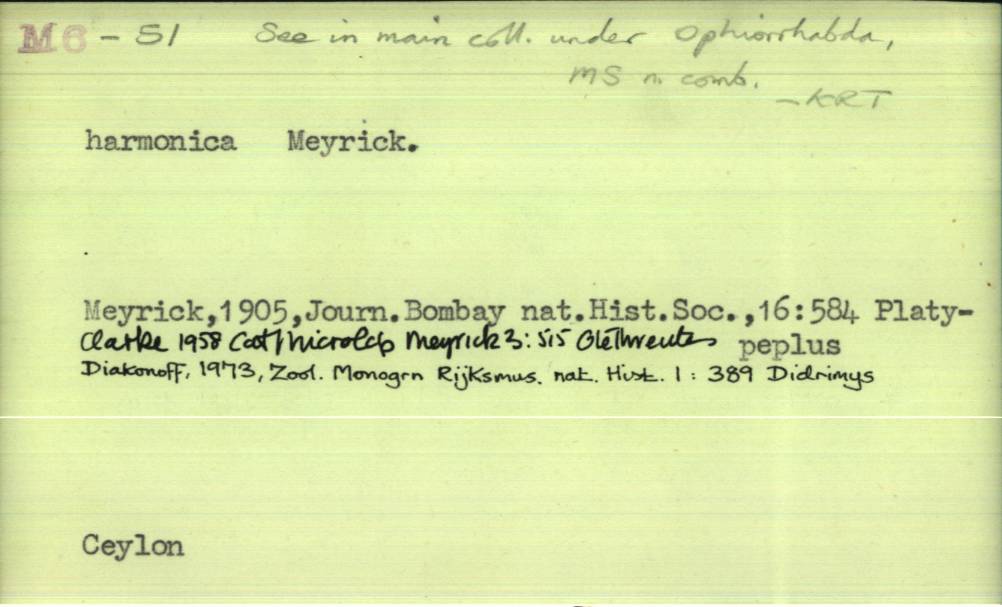 M6 - 51 See in main coll. under Ophiorrhabda,
MS n. comb.
- KRT
harmonica Meyrick.
Meyrick,1905,Journ.Bombay nat.Hist.Soc.,16:584 Platy-
peplus
Clarke 1958 Cat Microlep Meyrick 3: 515 Olethreutes
Diakonoff, 1973, Zool. Monogrn Rijksmus. nat. Hist. 1 : 389 Didrimys
Ceylon